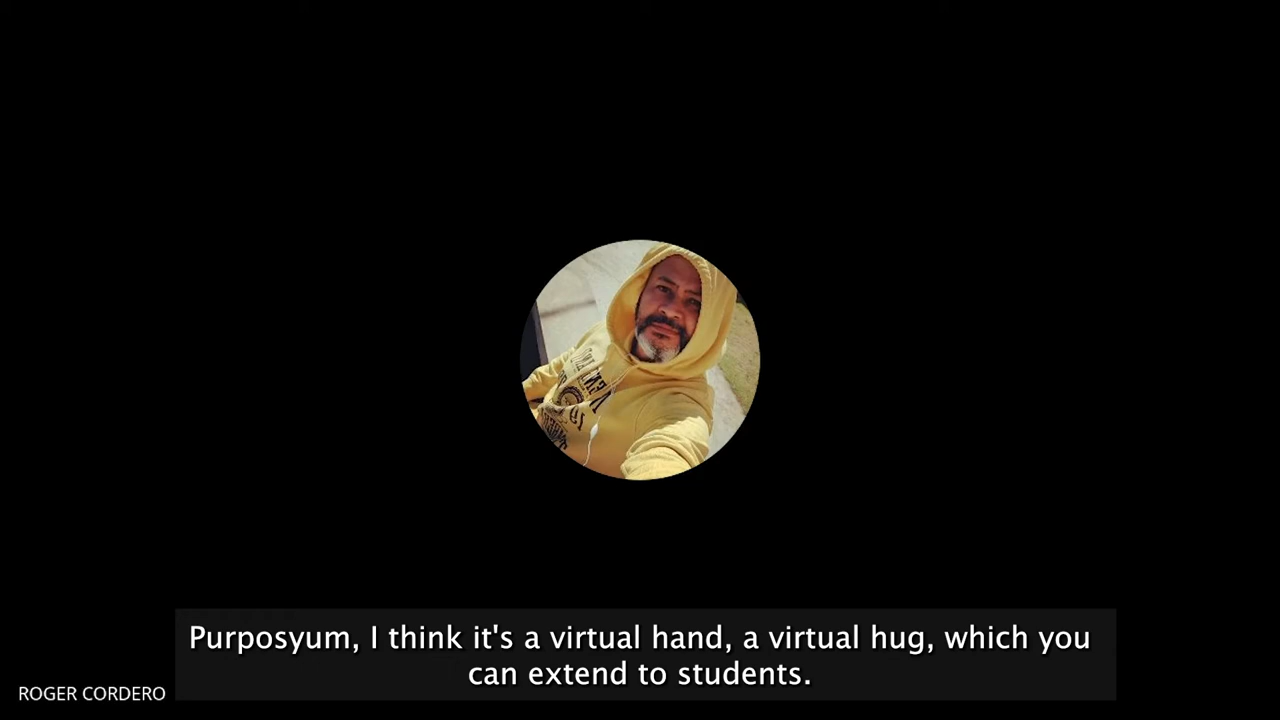 Purposyum, I think it's a virtual hand, a virtual hug, which you
can extend to students.
ROGER CORDERO